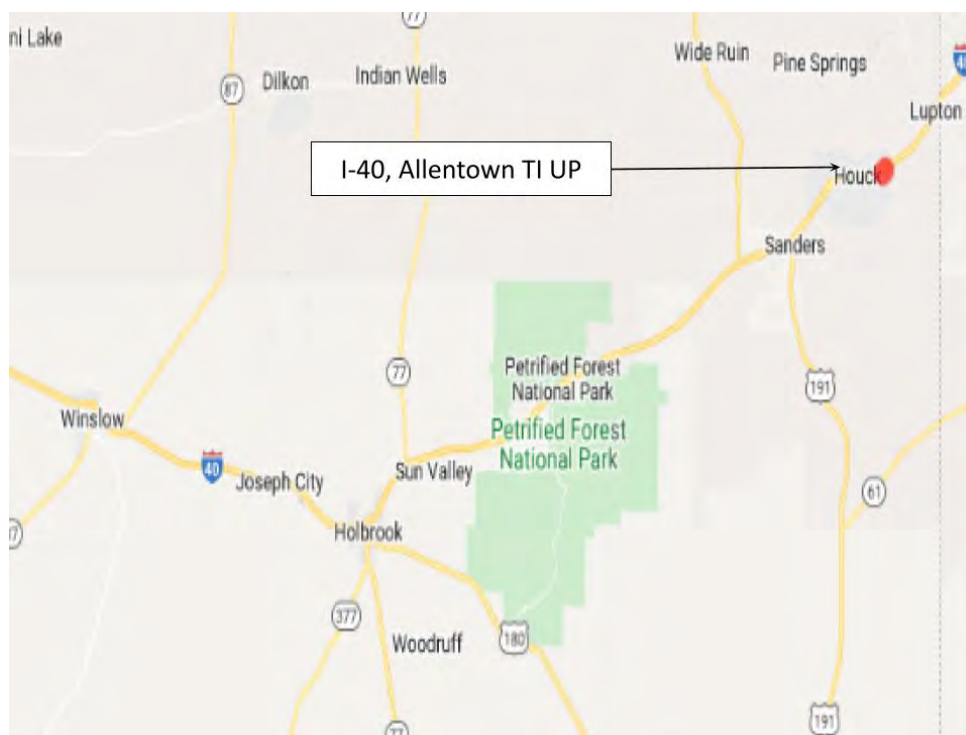 77
ni Lake
Wide Ruin
Pine Springs
Dilkon
Indian Wells
87
Lupton
I-40, Allentown TI UP
Houck
Sanders
Petrified Forest
National Park
77
191
Petrified Forest
National Park
Winslow
40
Joseph City
Sun Valley
61
Holbrook
377
Woodruff
180
191
77